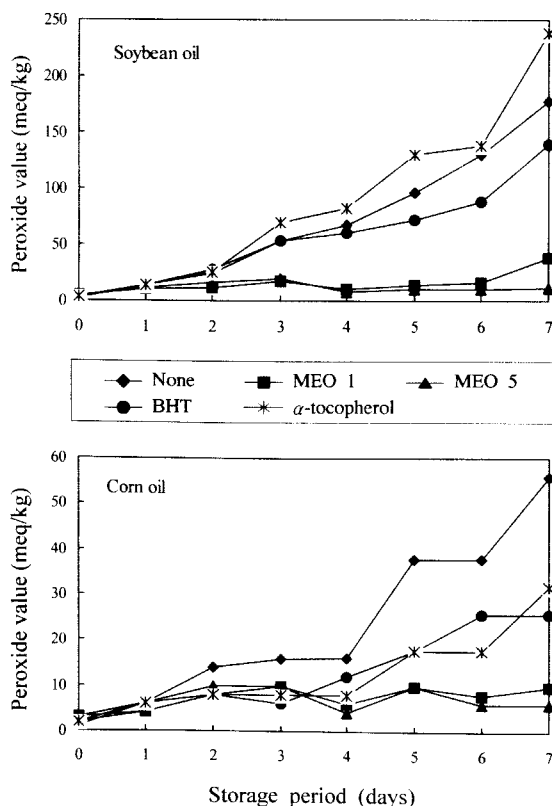 250
200
150
100
50
0
Peroxide value (meq/kg)
Soybean oil
0 1 2 3 4 5 6 7
None MEO 1 MEO 5
BHT α-tocopherol
60
50
40
30
20
10
0
Peroxide value (meq/kg)
Corn oil
0 1 2 3 4 5 6 7
Storage period (days)